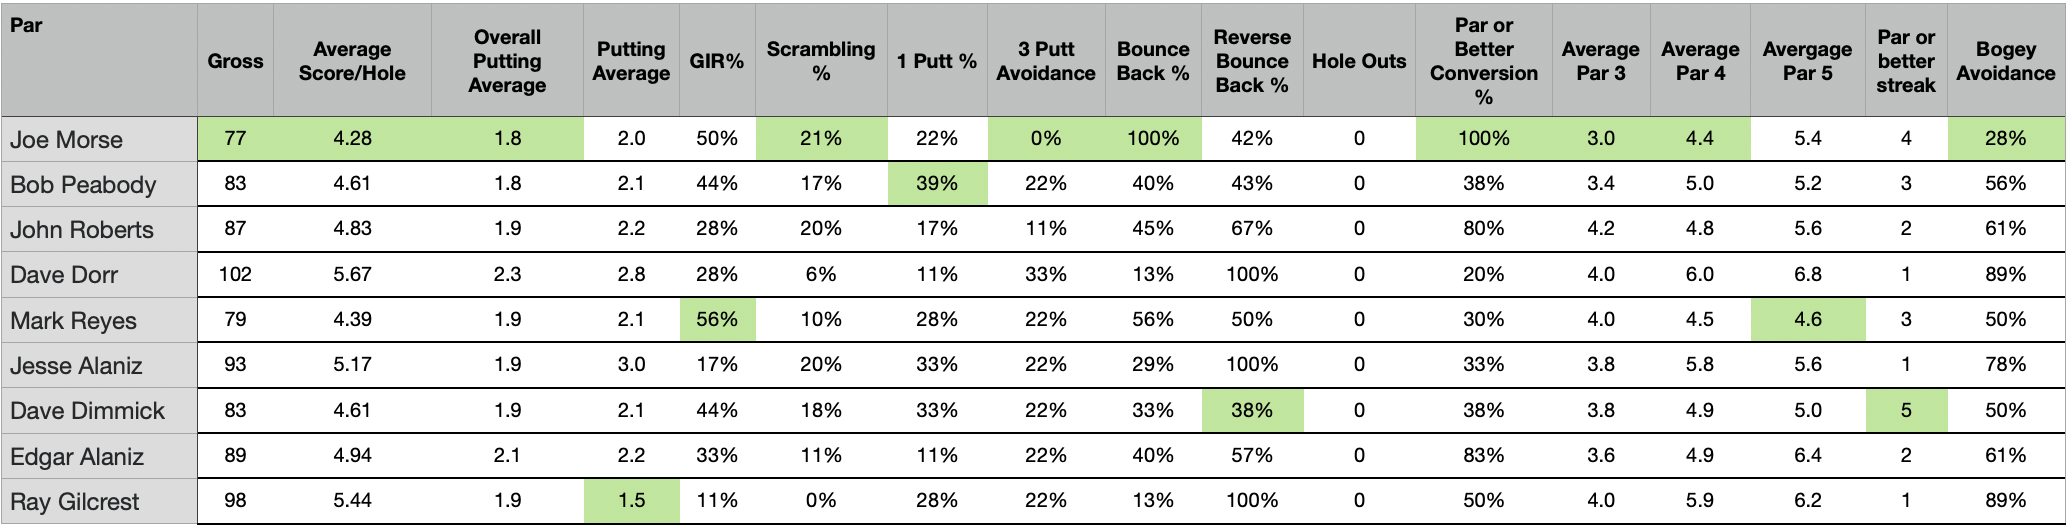 Par Gross Average Score/Hole Overall Putting Average Putting Average GIR% Scrambling % 1 Putt % 3 Putt Avoidance Bounce Back % Reverse Bounce Back % Hole Outs Par or Better Conversion % Average Par 3 Average Par 4 Avergage Par 5 Par or better streak Bogey Avoidance
Joe Morse 77 4.28 1.8 2.0 50% 21% 22% 0% 100% 42% 0 100% 3.0 4.4 5.4 4 28%
Bob Peabody 83 4.61 1.8 2.1 44% 17% 39% 22% 40% 43% 0 38% 3.4 5.0 5.2 3 56%
John Roberts 87 4.83 1.9 2.2 28% 20% 17% 11% 45% 67% 0 80% 4.2 4.8 5.6 2 61%
Dave Dorr 102 5.67 2.3 2.8 28% 6% 11% 33% 13% 100% 0 20% 4.0 6.0 6.8 1 89%
Mark Reyes 79 4.39 1.9 2.1 56% 10% 28% 22% 56% 50% 0 30% 4.0 4.5 4.6 3 50%
Jesse Alaniz 93 5.17 1.9 3.0 17% 20% 33% 22% 29% 100% 0 33% 3.8 5.8 5.6 1 78%
Dave Dimmick 83 4.61 1.9 2.1 44% 18% 33% 22% 33% 38% 0 38% 3.8 4.9 5.0 5 50%
Edgar Alaniz 89 4.94 2.1 2.2 33% 11% 11% 22% 40% 57% 0 83% 3.6 4.9 6.4 2 61%
Ray Gilcrest 98 5.44 1.9 1.5 11% 0% 28% 22% 13% 100% 0 50% 4.0 5.9 6.2 1 89%